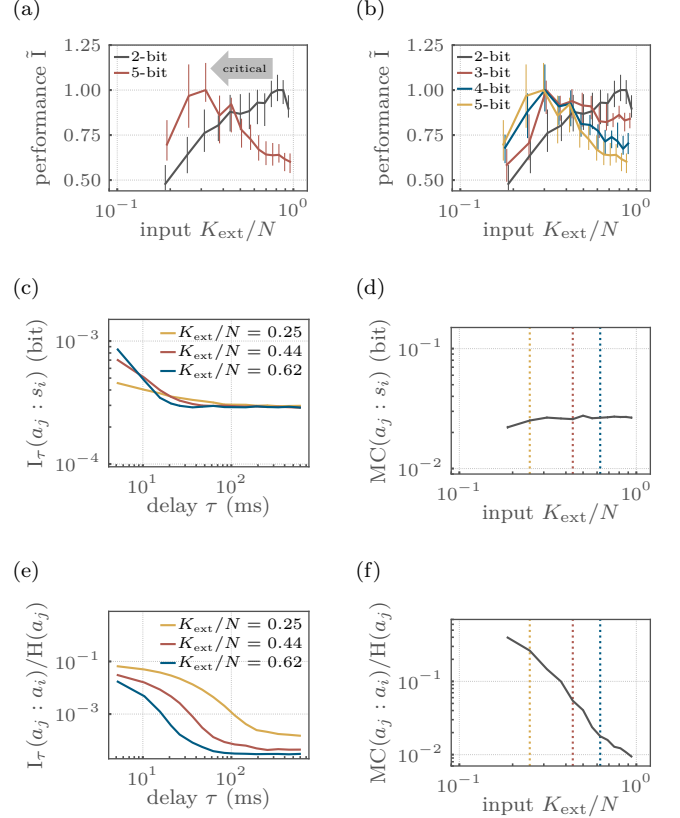 (a)
performance Ĩ
1.25
1.00
0.75
0.50
2-bit
5-bit
critical
10⁻¹
10⁰
input K_ext/N
(b)
performance Ĩ
1.25
1.00
0.75
0.50
2-bit
3-bit
4-bit
5-bit
10⁻¹
10⁰
input K_ext/N
(c)
I_τ(a_j : s_i) (bit)
10⁻³
10⁻⁴
K_ext/N = 0.25
K_ext/N = 0.44
K_ext/N = 0.62
10¹
10²
delay τ (ms)
(d)
MC(a_j : s_i) (bit)
10⁻¹
10⁻²
10⁻¹
10⁰
input K_ext/N
(e)
I_τ(a_j : a_i)/H(a_j)
10⁻¹
10⁻³
K_ext/N = 0.25
K_ext/N = 0.44
K_ext/N = 0.62
10¹
10²
delay τ (ms)
(f)
MC(a_j : a_i)/H(a_j)
10⁻¹
10⁻²
10⁻¹
10⁰
input K_ext/N